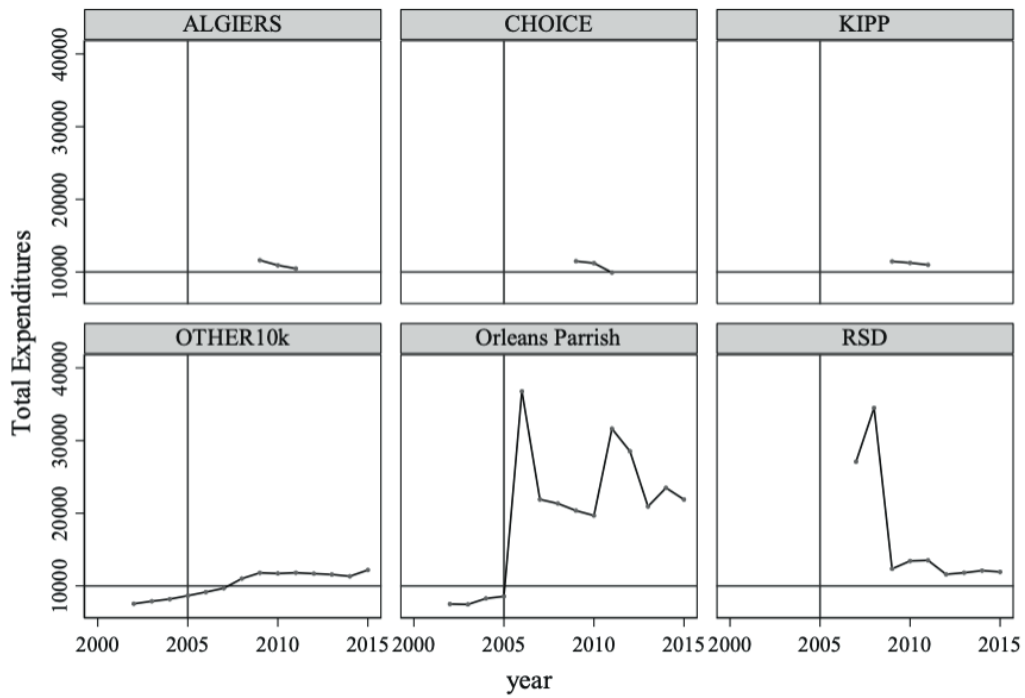 ALGIERS CHOICE KIPP
40000
30000
20000
10000
Total Expenditures
OTHER10k Orleans Parrish RSD
40000
30000
20000
10000
2000 2005 2010 2015 2000 2005 2010 2015 2000 2005 2010 2015
year